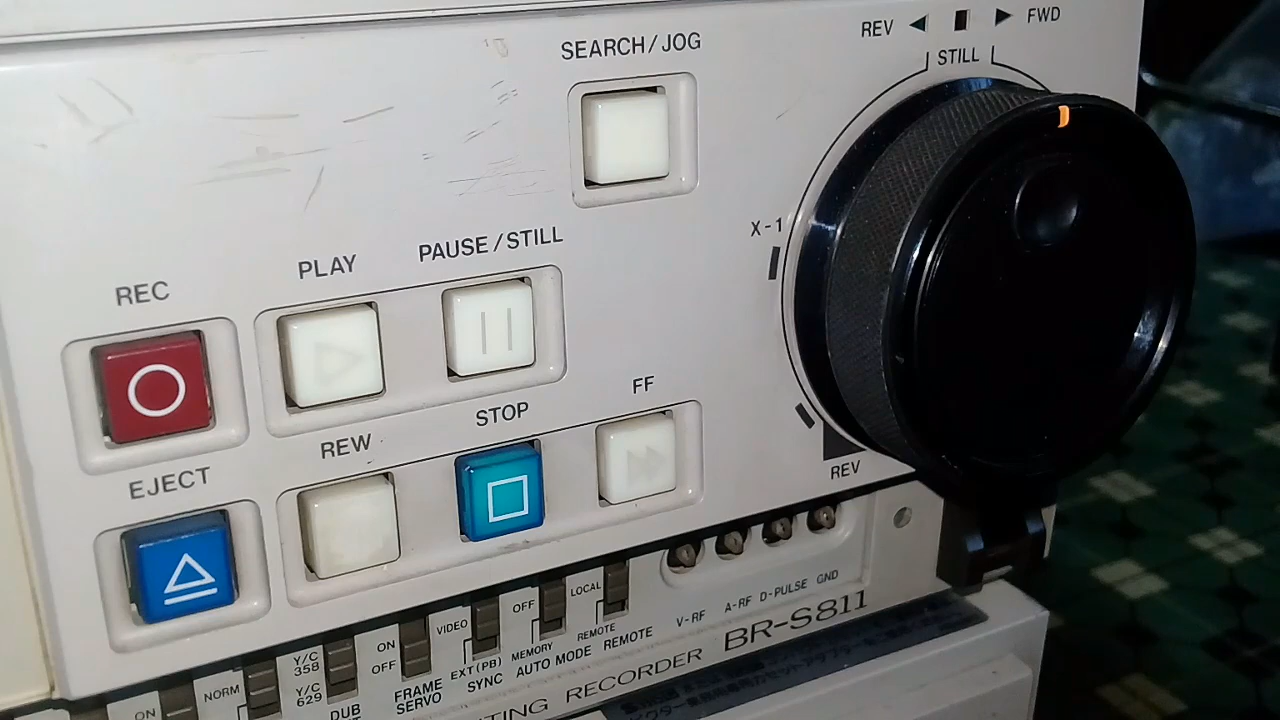 REV FWD
STILL
SEARCH/JOG
X-1
PAUSE/STILL
PLAY
REC
FF
STOP
REW
EJECT
REV
V-RF A-RF D-PULSE GND
LOCAL
REMOTE
REMOTE
OFF
MEMORY
AUTO MODE
VIDEO
EXT(PB)
SYNC
ON
OFF
FRAME
SERVO
Y/C
358
Y/C
629
DUB
NORM
ON
RECORDER BR-S811